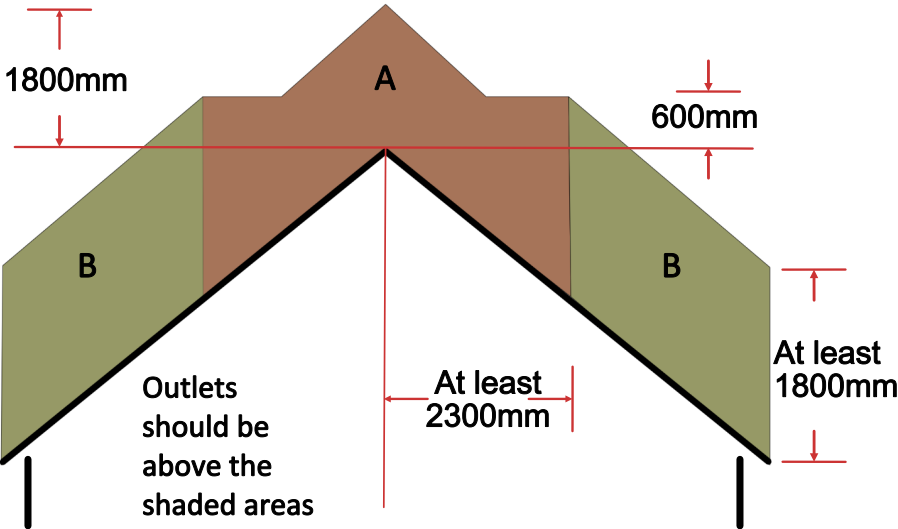 1800mm
A
600mm
B
B
At least
1800mm
At least
2300mm
Outlets
should be
above the
shaded areas